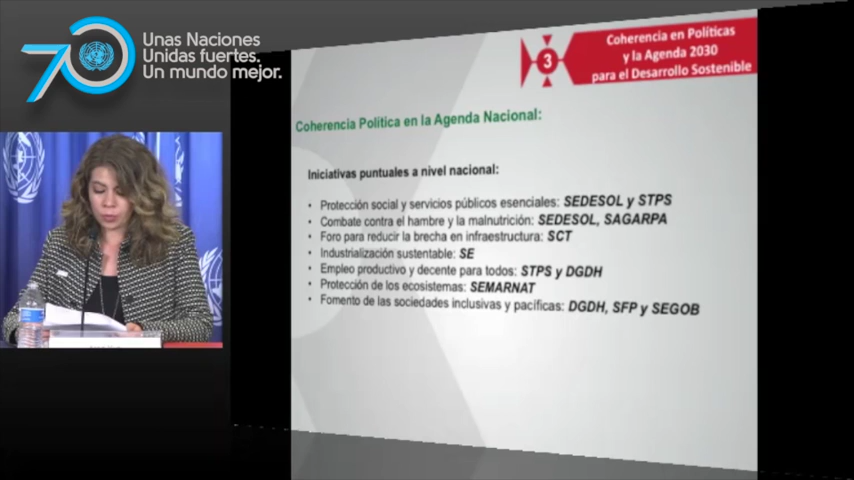 70
Unas Naciones
Unidas fuertes.
Un mundo mejor.
3
Coherencia en Políticas
y la Agenda 2030
para el Desarrollo Sostenible
Coherencia Política en la Agenda Nacional:
Iniciativas puntuales a nivel nacional:
• Protección social y servicios públicos esenciales: SEDESOL y STPS
• Combate contra el hambre y la malnutrición: SEDESOL, SAGARPA
• Foro para reducir la brecha en infraestructura: SCT
• Industrialización sustentable: SE
• Empleo productivo y decente para todos: STPS y DGDH
• Protección de los ecosistemas: SEMARNAT
• Fomento de las sociedades inclusivas y pacíficas: DGDH, SFP y SEGOB